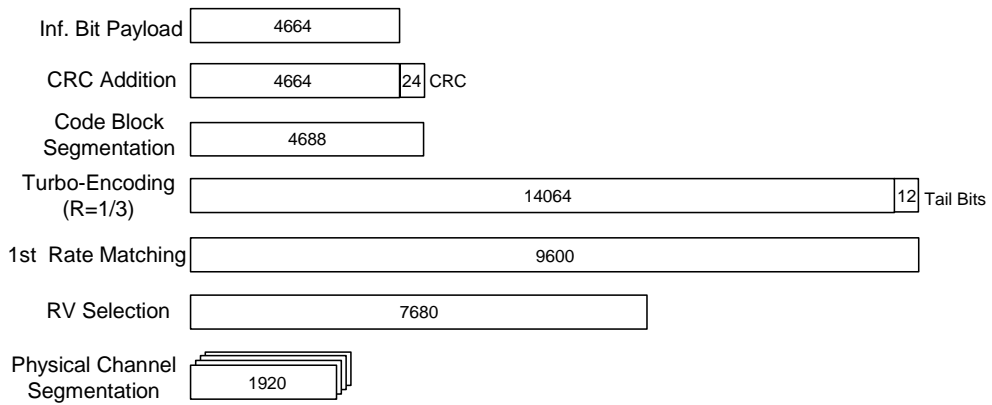 Inf. Bit Payload 4664
CRC Addition 4664 24 CRC
Code Block
Segmentation 4688
Turbo-Encoding
(R=1/3) 14064 12 Tail Bits
1st Rate Matching 9600
RV Selection 7680
Physical Channel
Segmentation 1920